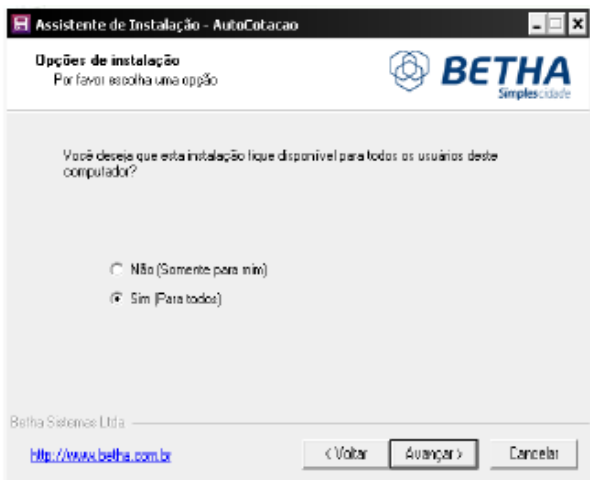 Assistente de Instalação - AutoCotacao
Opções de instalação
Por favor escolha uma opção
BETHA
Simplescidade
Você deseja que esta instalação fique disponível para todos os usuários deste
computador?
Não (Somente para mim)
Sim (Para todos)
Betha Sistemas Ltda
http://www.betha.com.br
< Voltar
Avançar >
Cancelar